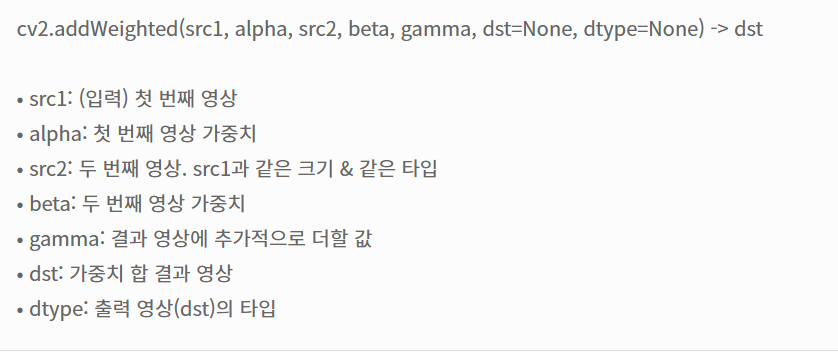 cv2.addWeighted(src1, alpha, src2, beta, gamma, dst=None, dtype=None) -> dst
• src1: (입력) 첫 번째 영상
• alpha: 첫 번째 영상 가중치
• src2: 두 번째 영상. src1과 같은 크기 & 같은 타입
• beta: 두 번째 영상 가중치
• gamma: 결과 영상에 추가적으로 더할 값
• dst: 가중치 합 결과 영상
• dtype: 출력 영상(dst)의 타입